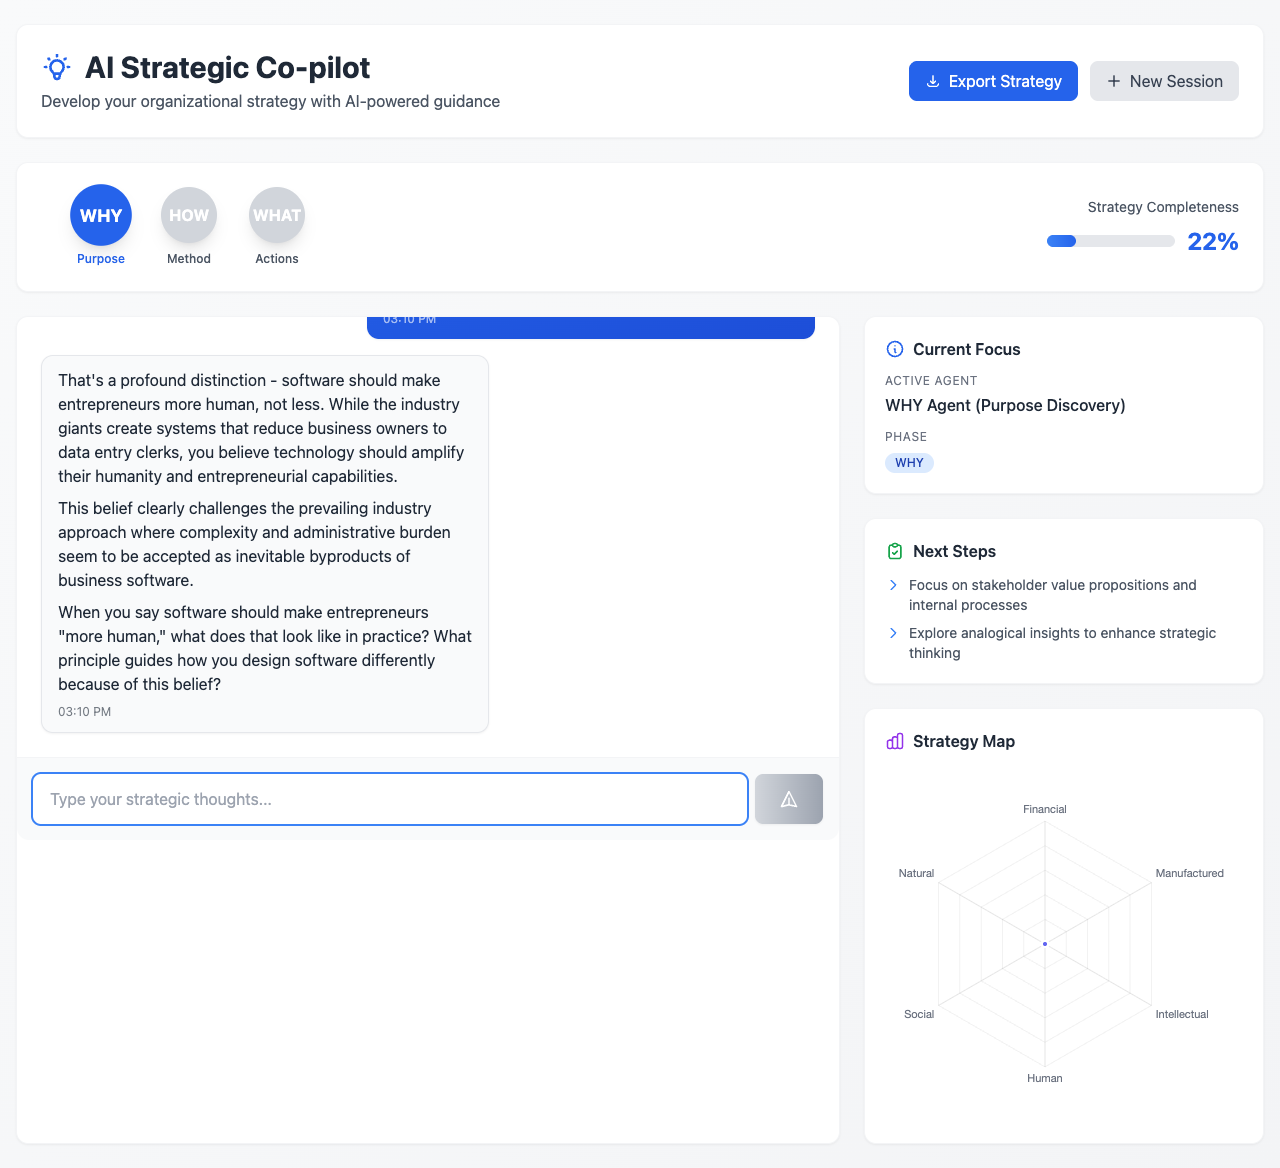 AI Strategic Co-pilot
Develop your organizational strategy with AI-powered guidance
Export Strategy
New Session
WHY
HOW
WHAT
Purpose
Method
Actions
Strategy Completeness
22%
03:10 PM
That's a profound distinction - software should make
entrepreneurs more human, not less. While the industry
giants create systems that reduce business owners to
data entry clerks, you believe technology should amplify
their humanity and entrepreneurial capabilities.
This belief clearly challenges the prevailing industry
approach where complexity and administrative burden
seem to be accepted as inevitable byproducts of
business software.
When you say software should make entrepreneurs
"more human," what does that look like in practice? What
principle guides how you design software differently
because of this belief?
03:10 PM
Type your strategic thoughts...
Current Focus
ACTIVE AGENT
WHY Agent (Purpose Discovery)
PHASE
WHY
Next Steps
Focus on stakeholder value propositions and
internal processes
Explore analogical insights to enhance strategic
thinking
Strategy Map
Financial
Natural
Manufactured
Social
Intellectual
Human